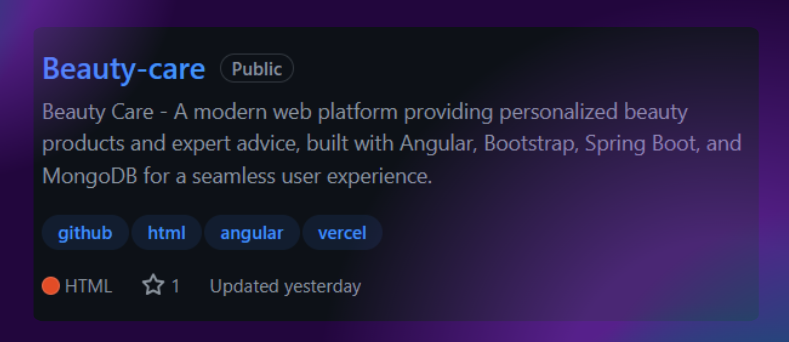 Beauty-care Public
Beauty Care - A modern web platform providing personalized beauty
products and expert advice, built with Angular, Bootstrap, Spring Boot, and
MongoDB for a seamless user experience.
github html angular vercel
HTML 1 Updated yesterday